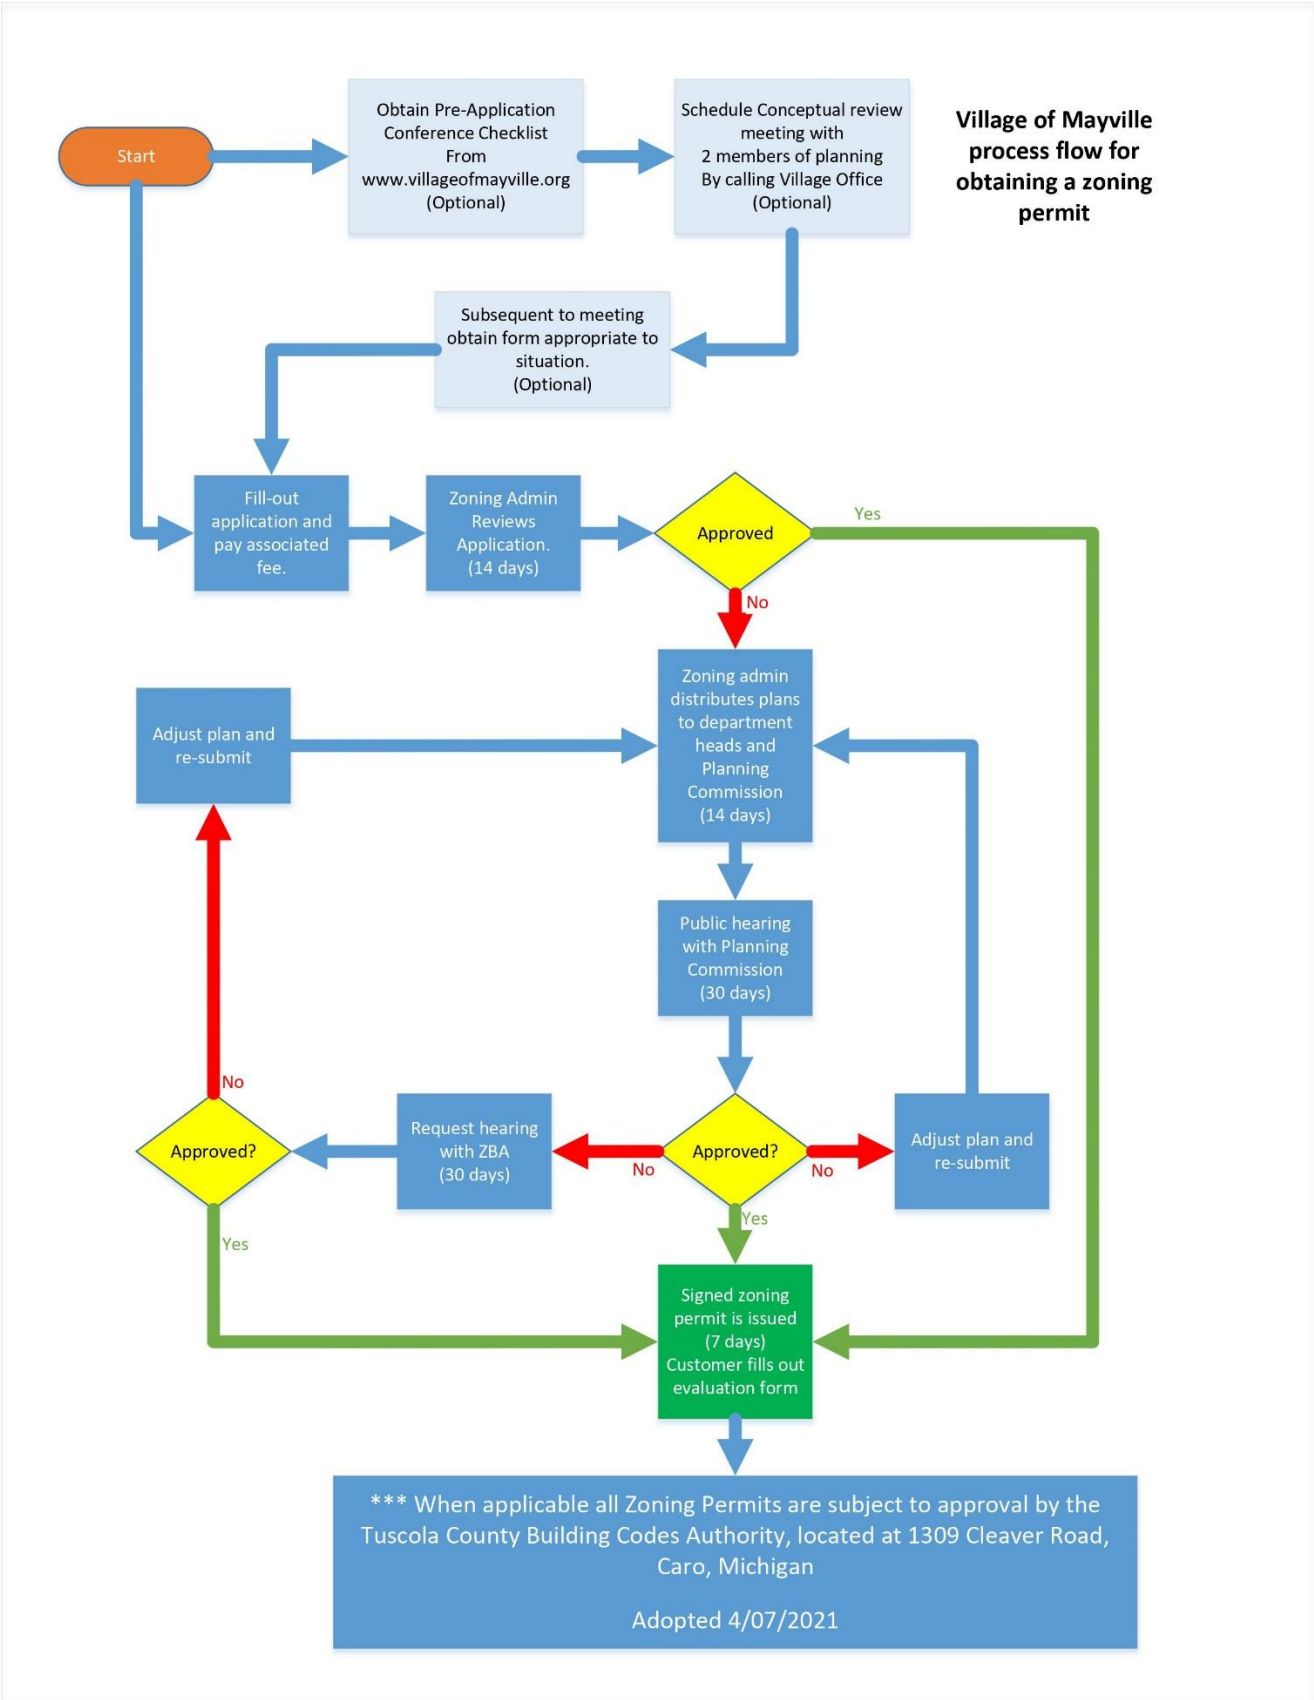 Village of Mayville
process flow for
obtaining a zoning
permit
Start
Obtain Pre-Application
Conference Checklist
From
www.villageofmayville.org
(Optional)
Schedule Conceptual review
meeting with
2 members of planning
By calling Village Office
(Optional)
Subsequent to meeting
obtain form appropriate to
situation.
(Optional)
Fill-out
application and
pay associated
fee.
Zoning Admin
Reviews
Application.
(14 days)
Approved
Yes
No
Zoning admin
distributes plans
to department
heads and
Planning
Commission
(14 days)
Adjust plan and
re-submit
Public hearing
with Planning
Commission
(30 days)
No
Approved?
Request hearing
with ZBA
(30 days)
No
Approved?
No
Adjust plan and
re-submit
Yes
Yes
Signed zoning
permit is issued
(7 days)
Customer fills out
evaluation form
*** When applicable all Zoning Permits are subject to approval by the
Tuscola County Building Codes Authority, located at 1309 Cleaver Road,
Caro, Michigan
Adopted 4/07/2021